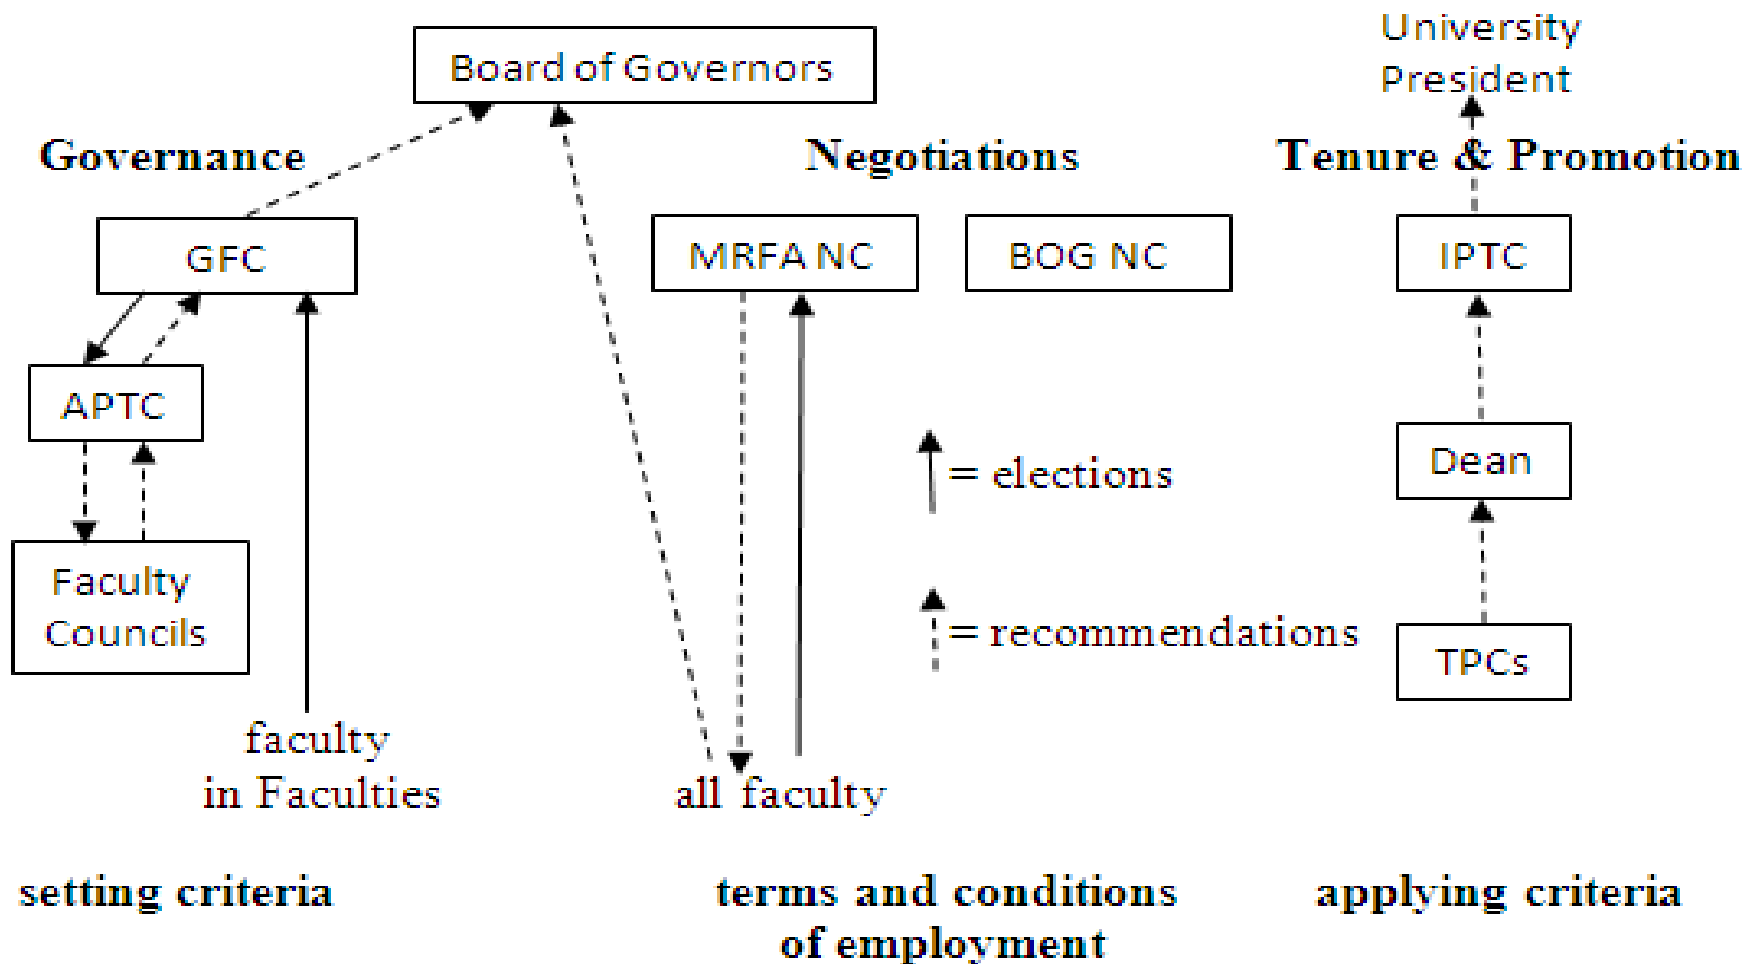 University
President
Board of Governors
Governance
Negotiations
Tenure & Promotion
GFC
MRFA NC
BOG NC
IPTC
APTC
= elections
Dean
Faculty
Councils
= recommendations
TPCs
faculty
in Faculties
all faculty
setting criteria
terms and conditions
of employment
applying criteria